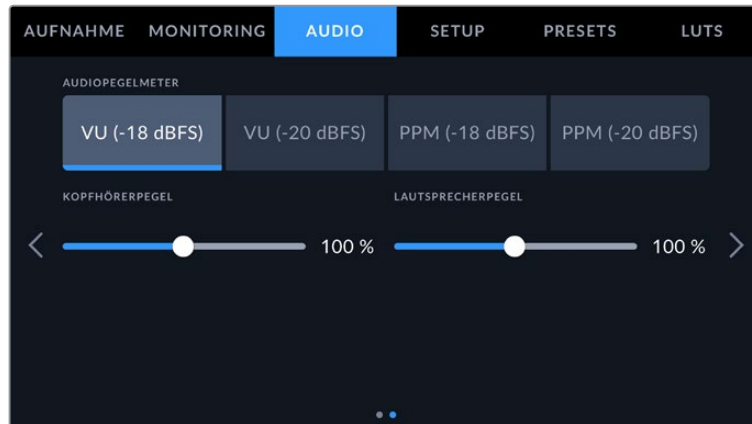 AUFNAHME MONITORING AUDIO SETUP PRESETS LUTS
AUDIOPEGELMETER
VU (-18 dBFS) VU (-20 dBFS) PPM (-18 dBFS) PPM (-20 dBFS)
KOPFHÖRERPEGEL LAUTSPRECHERPEGEL
100 % 100 %